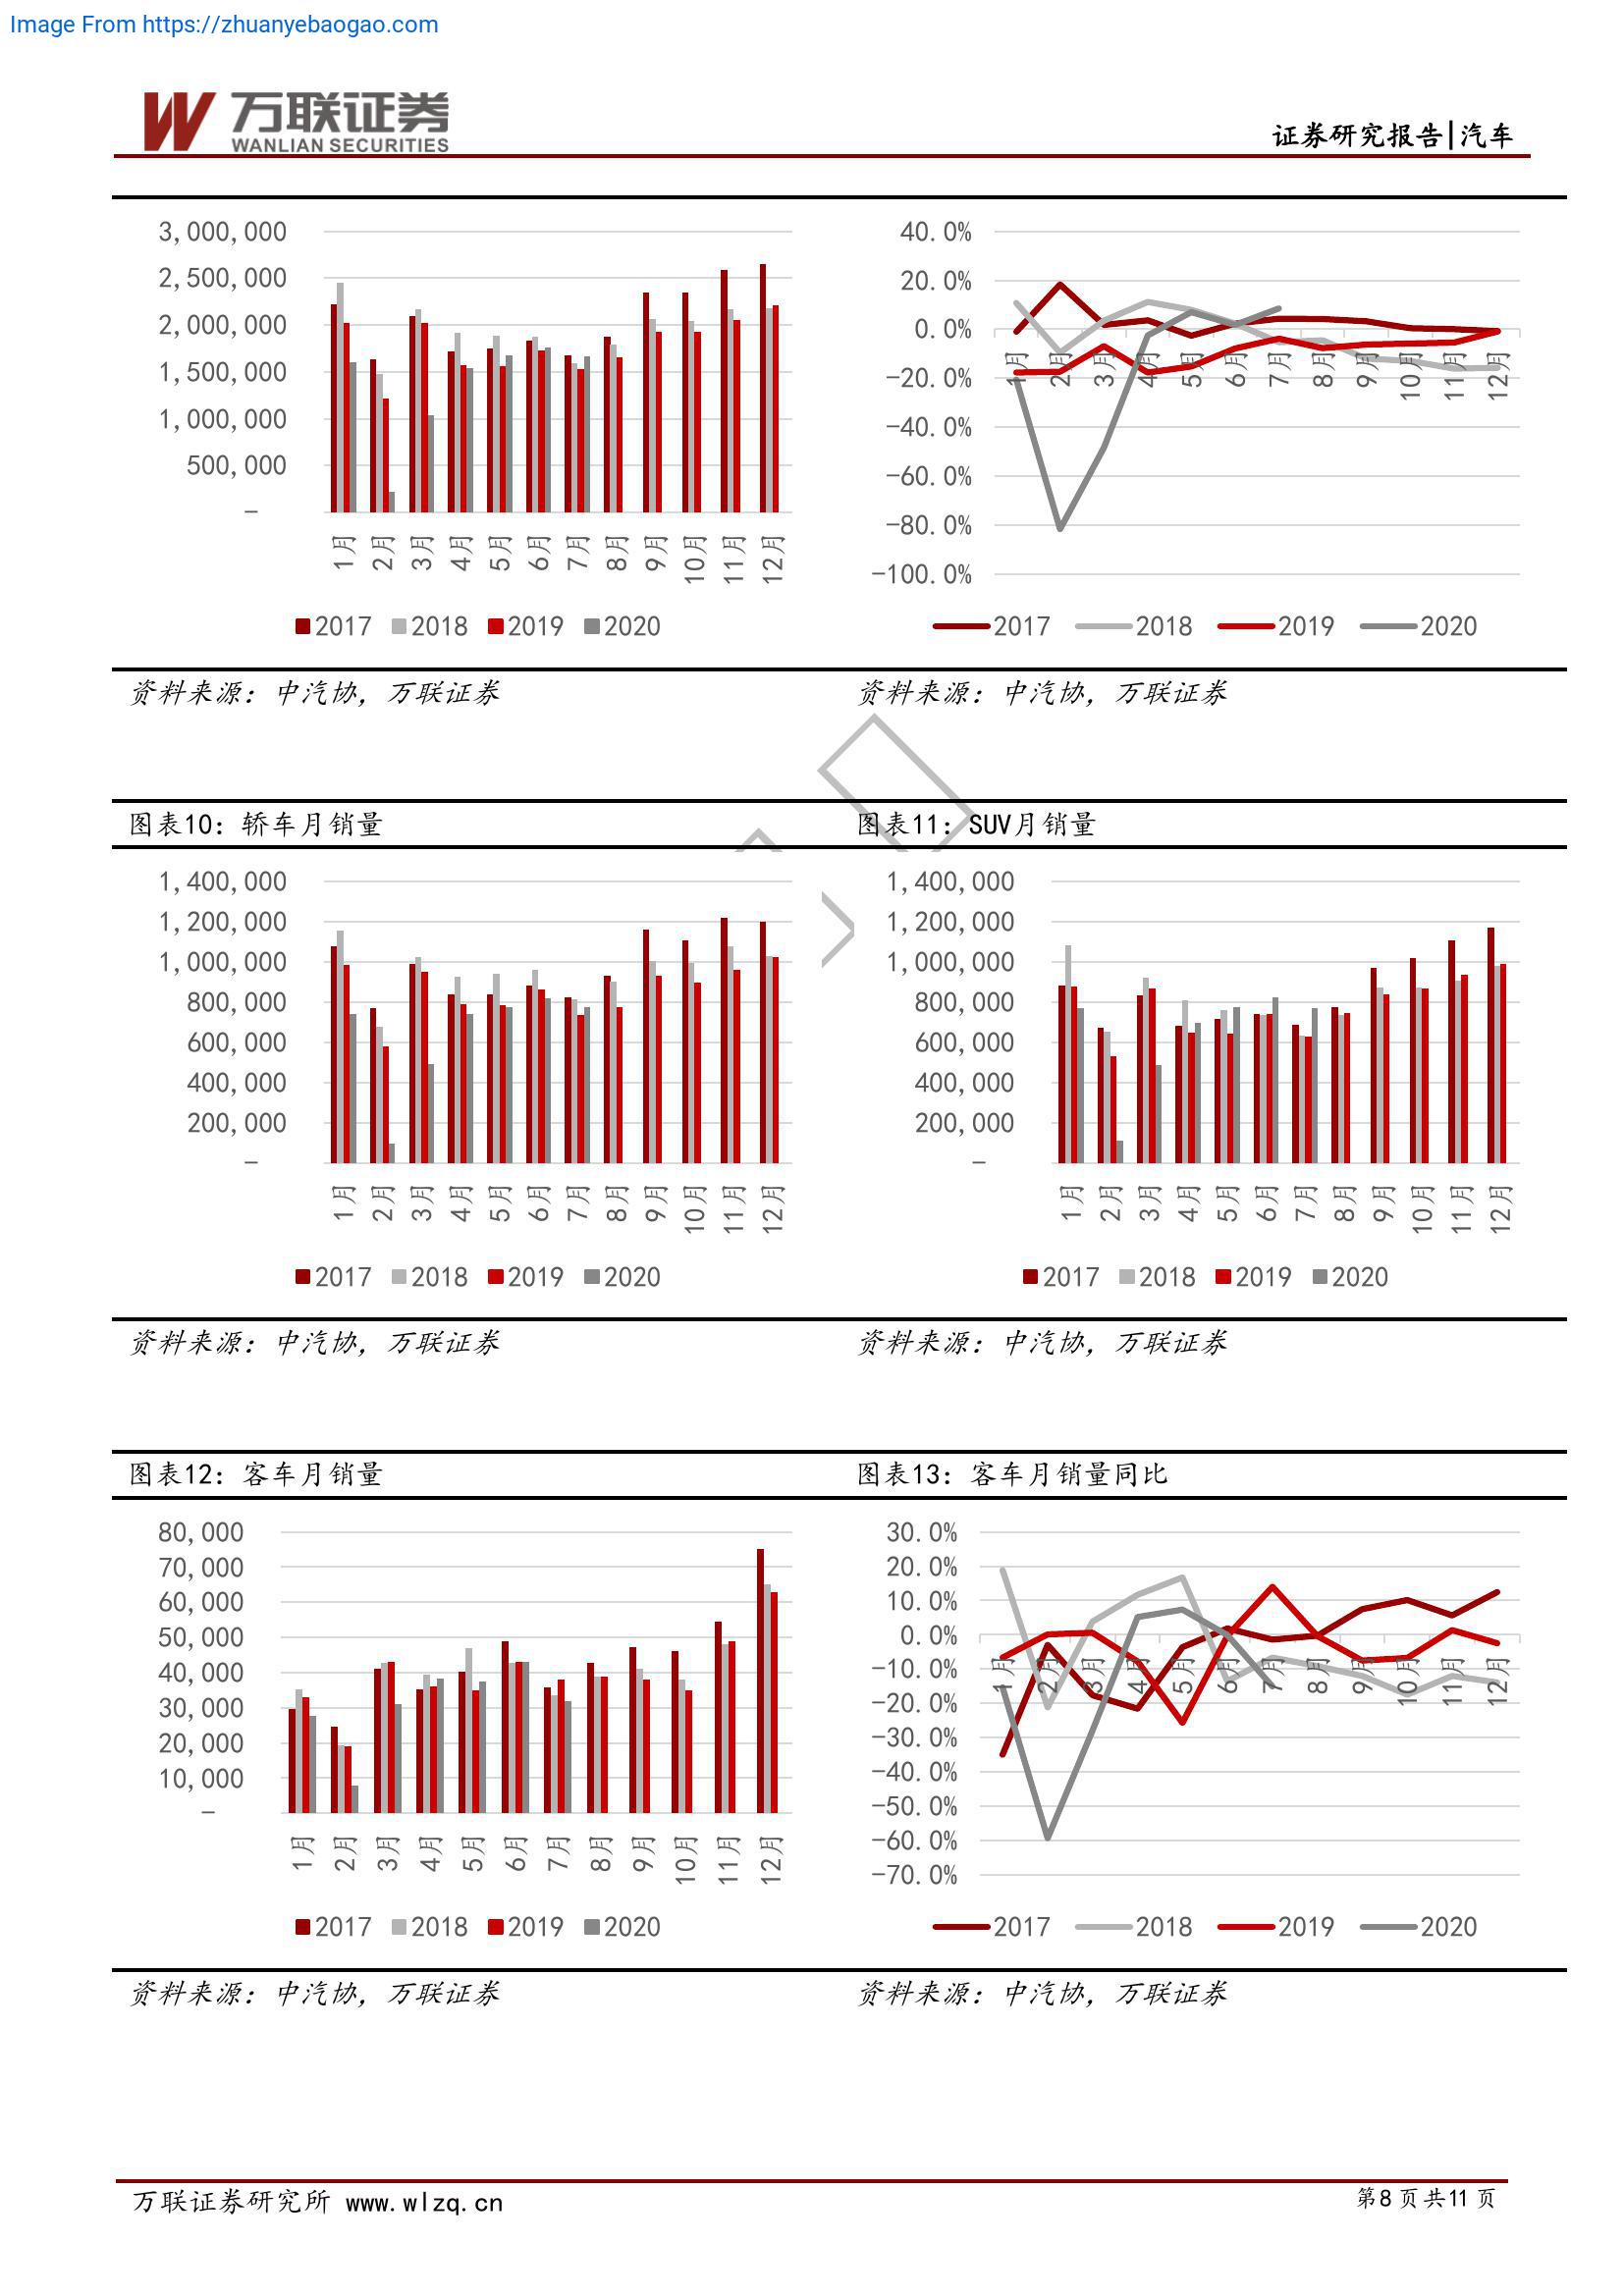 Image From https://zhuanyebaogao.com
万联证券
WANLIAN SECURITIES
证券研究报告|汽车
3,000,000
2,500,000
2,000,000
1,500,000
1,000,000
500,000
-
1月 2月 3月 4月 5月 6月 7月 8月 9月 10月 11月 12月
2017 2018 2019 2020
40.0%
20.0%
0.0%
-20.0%
-40.0%
-60.0%
-80.0%
-100.0%
1月 2月 3月 4月 5月 6月 7月 8月 9月 10月 11月 12月
2017 2018 2019 2020
资料来源：中汽协，万联证券
资料来源：中汽协，万联证券
图表10：轿车月销量
图表11：SUV月销量
1,400,000
1,200,000
1,000,000
800,000
600,000
400,000
200,000
-
1月 2月 3月 4月 5月 6月 7月 8月 9月 10月 11月 12月
2017 2018 2019 2020
1,400,000
1,200,000
1,000,000
800,000
600,000
400,000
200,000
-
1月 2月 3月 4月 5月 6月 7月 8月 9月 10月 11月 12月
2017 2018 2019 2020
资料来源：中汽协，万联证券
资料来源：中汽协，万联证券
图表12：客车月销量
图表13：客车月销量同比
80,000
70,000
60,000
50,000
40,000
30,000
20,000
10,000
-
1月 2月 3月 4月 5月 6月 7月 8月 9月 10月 11月 12月
2017 2018 2019 2020
30.0%
20.0%
10.0%
0.0%
-10.0%
-20.0%
-30.0%
-40.0%
-50.0%
-60.0%
-70.0%
1月 2月 3月 4月 5月 6月 7月 8月 9月 10月 11月 12月
2017 2018 2019 2020
资料来源：中汽协，万联证券
资料来源：中汽协，万联证券
万联证券研究所 www.wlzq.cn
第8页共11页